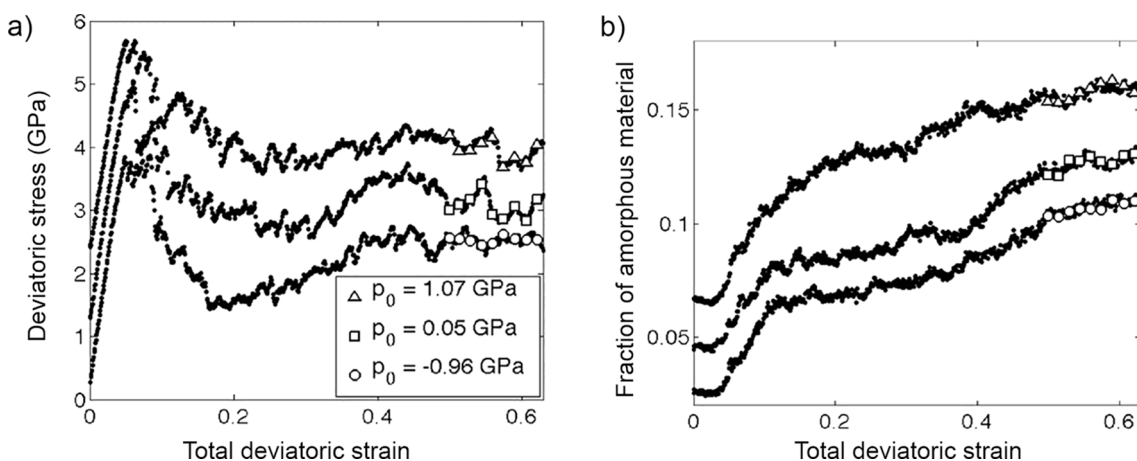 a)
Deviatoric stress (GPa)
6
5
4
3
2
1
0
0
0.2
0.4
0.6
Total deviatoric strain
p0 = 1.07 GPa
p0 = 0.05 GPa
p0 = -0.96 GPa
b)
Fraction of amorphous material
0.15
0.1
0.05
0
0.2
0.4
0.6
Total deviatoric strain